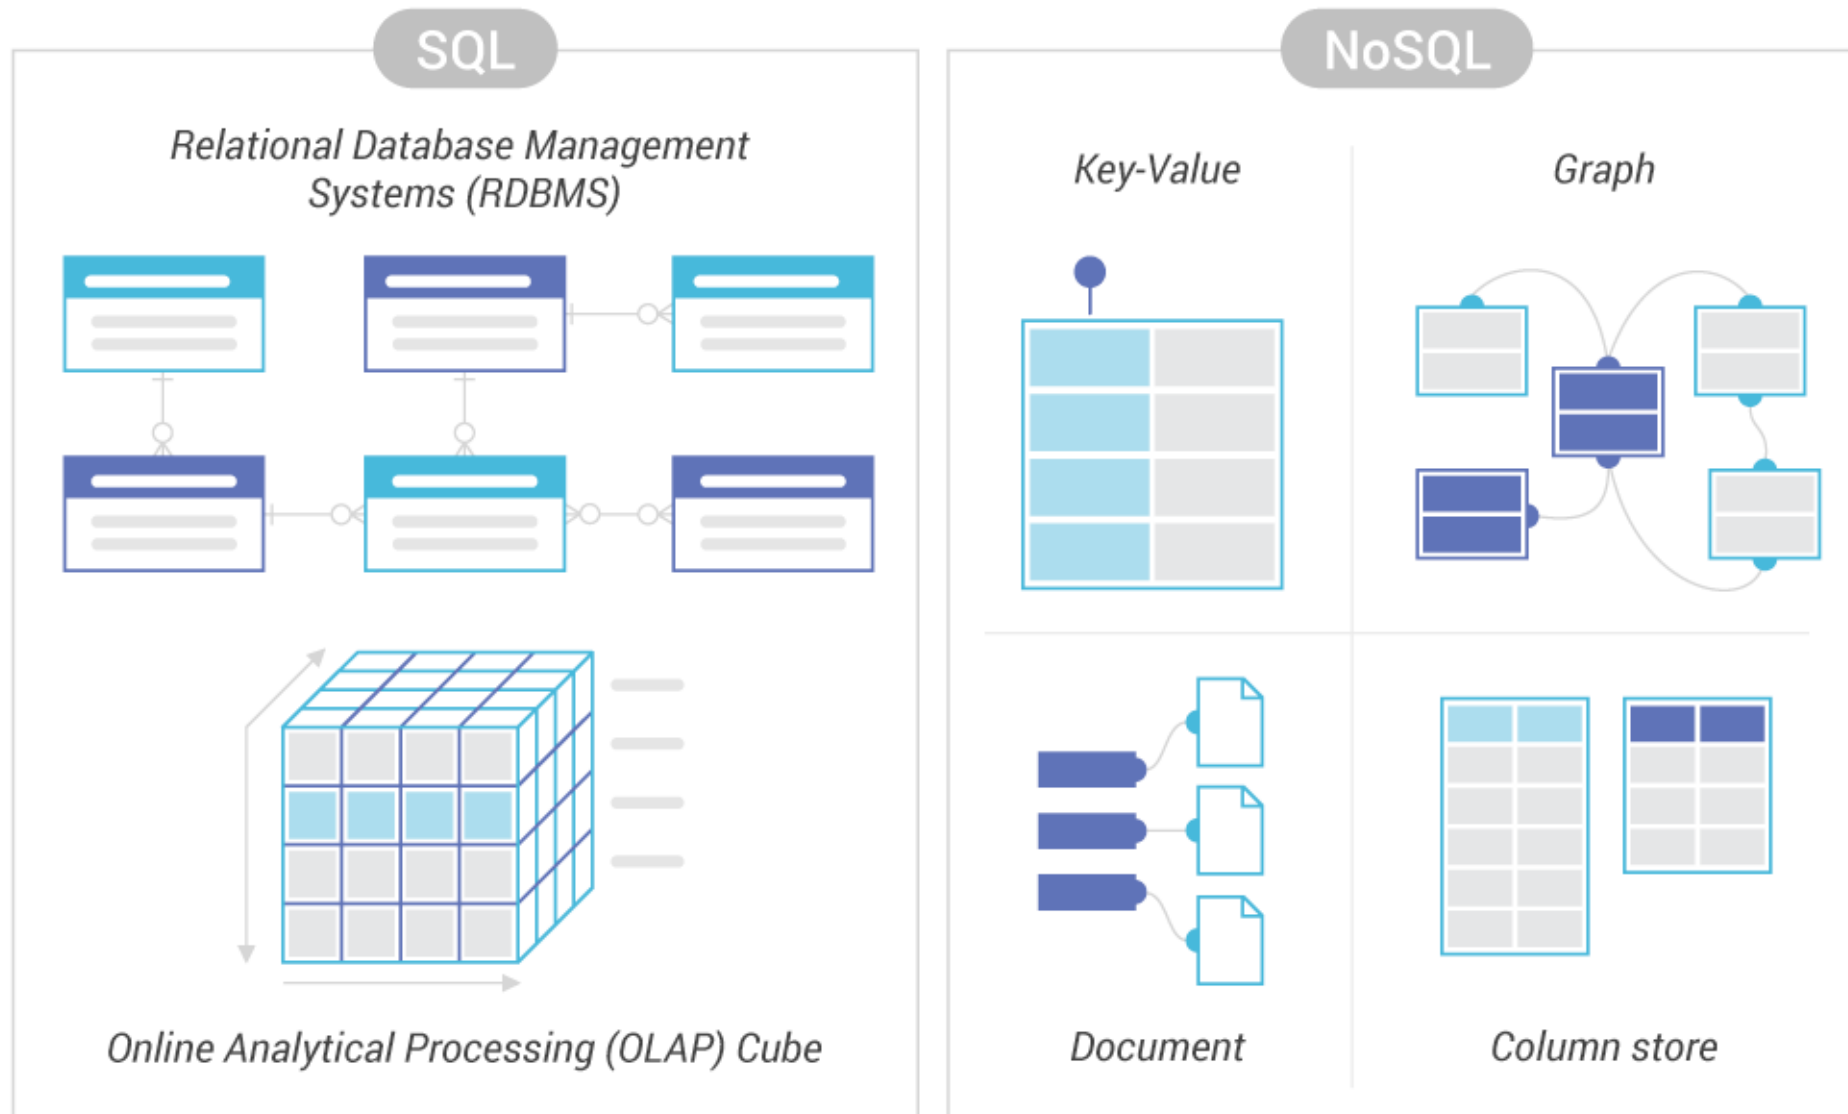 SQL
Relational Database Management
Systems (RDBMS)
Online Analytical Processing (OLAP) Cube
NoSQL
Key-Value
Graph
Document
Column store